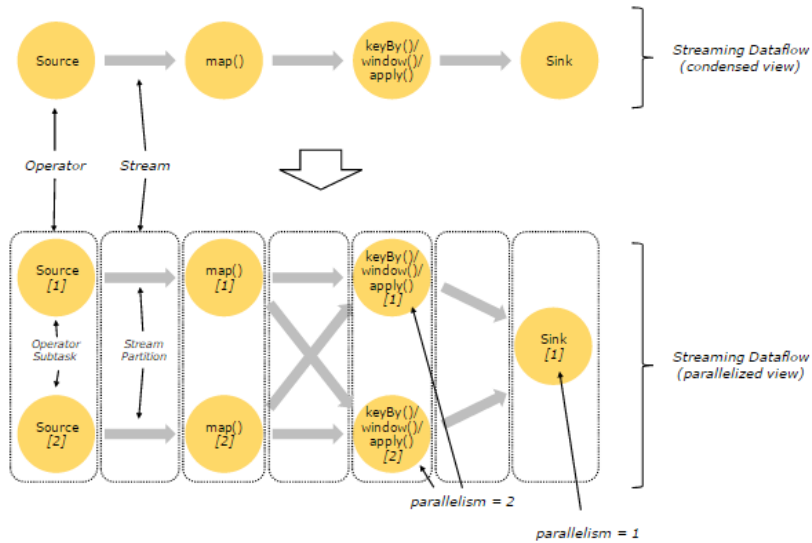 Source
map()
keyBy()/
window()/
apply()
Sink
Streaming Dataflow
(condensed view)
Operator
Stream
Source
[1]
map()
[1]
keyBy()/
window()/
apply()
[1]
Operator
Subtask
Stream
Partition
Sink
[1]
Streaming Dataflow
(parallelized view)
Source
[2]
map()
[2]
keyBy()/
window()/
apply()
[2]
parallelism = 2
parallelism = 1